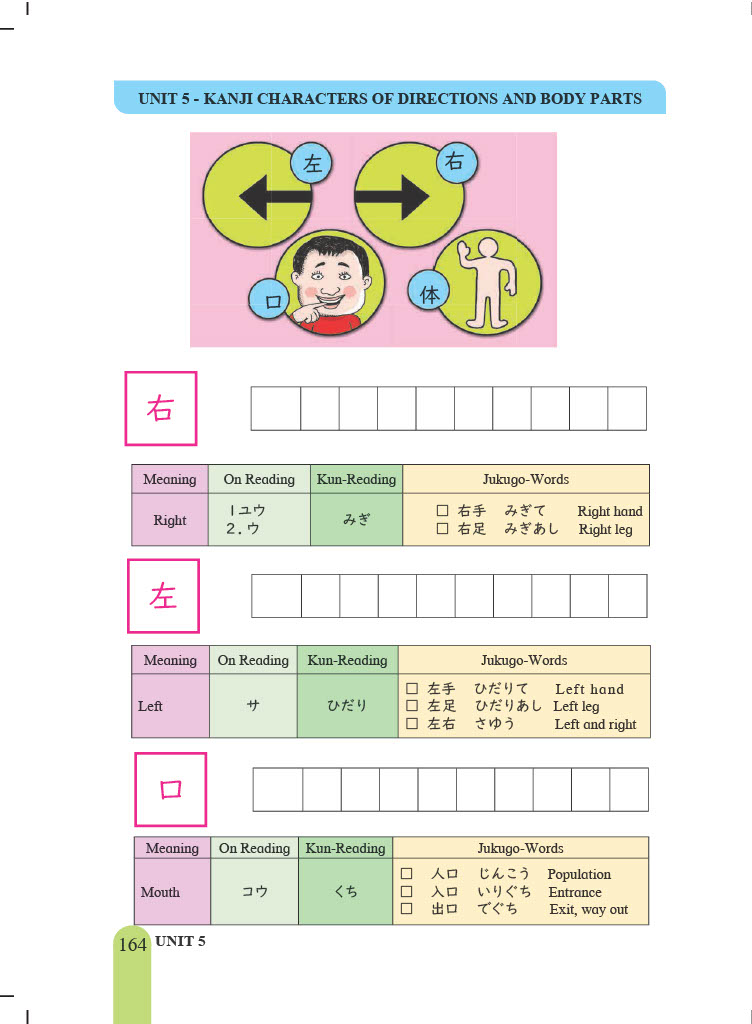 UNIT 5 - KANJI CHARACTERS OF DIRECTIONS AND BODY PARTS
左
右
口
体
右
Meaning On Reading Kun-Reading Jukugo-Words
Right 1ユウ みぎ □ 右手 みぎて Right hand
2.ウ □ 右足 みぎあし Right leg
左
Meaning On Reading Kun-Reading Jukugo-Words
□ 左手 ひだりて Left hand
Left サ ひだり □ 左足 ひだりあし Left leg
□ 左右 さゆう Left and right
口
Meaning On Reading Kun-Reading Jukugo-Words
□ 人口 じんこう Population
Mouth コウ くち □ 入口 いりぐち Entrance
□ 出口 でぐち Exit, way out
164 UNIT 5